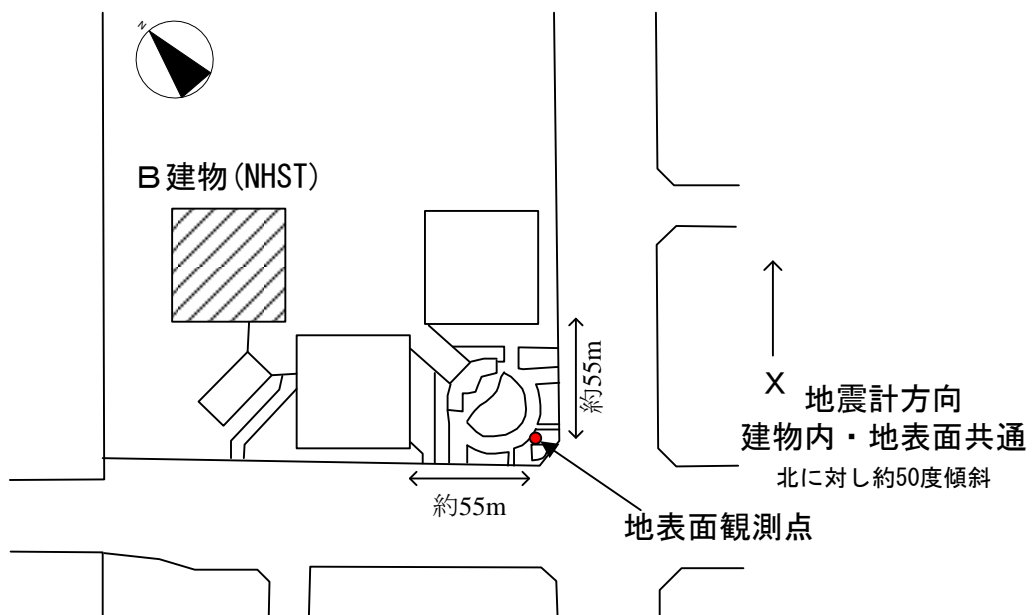 N
B建物(NHST)
約55m
X 地震計方向
建物内・地表面共通
北に対し約50度傾斜
約55m
地表面観測点